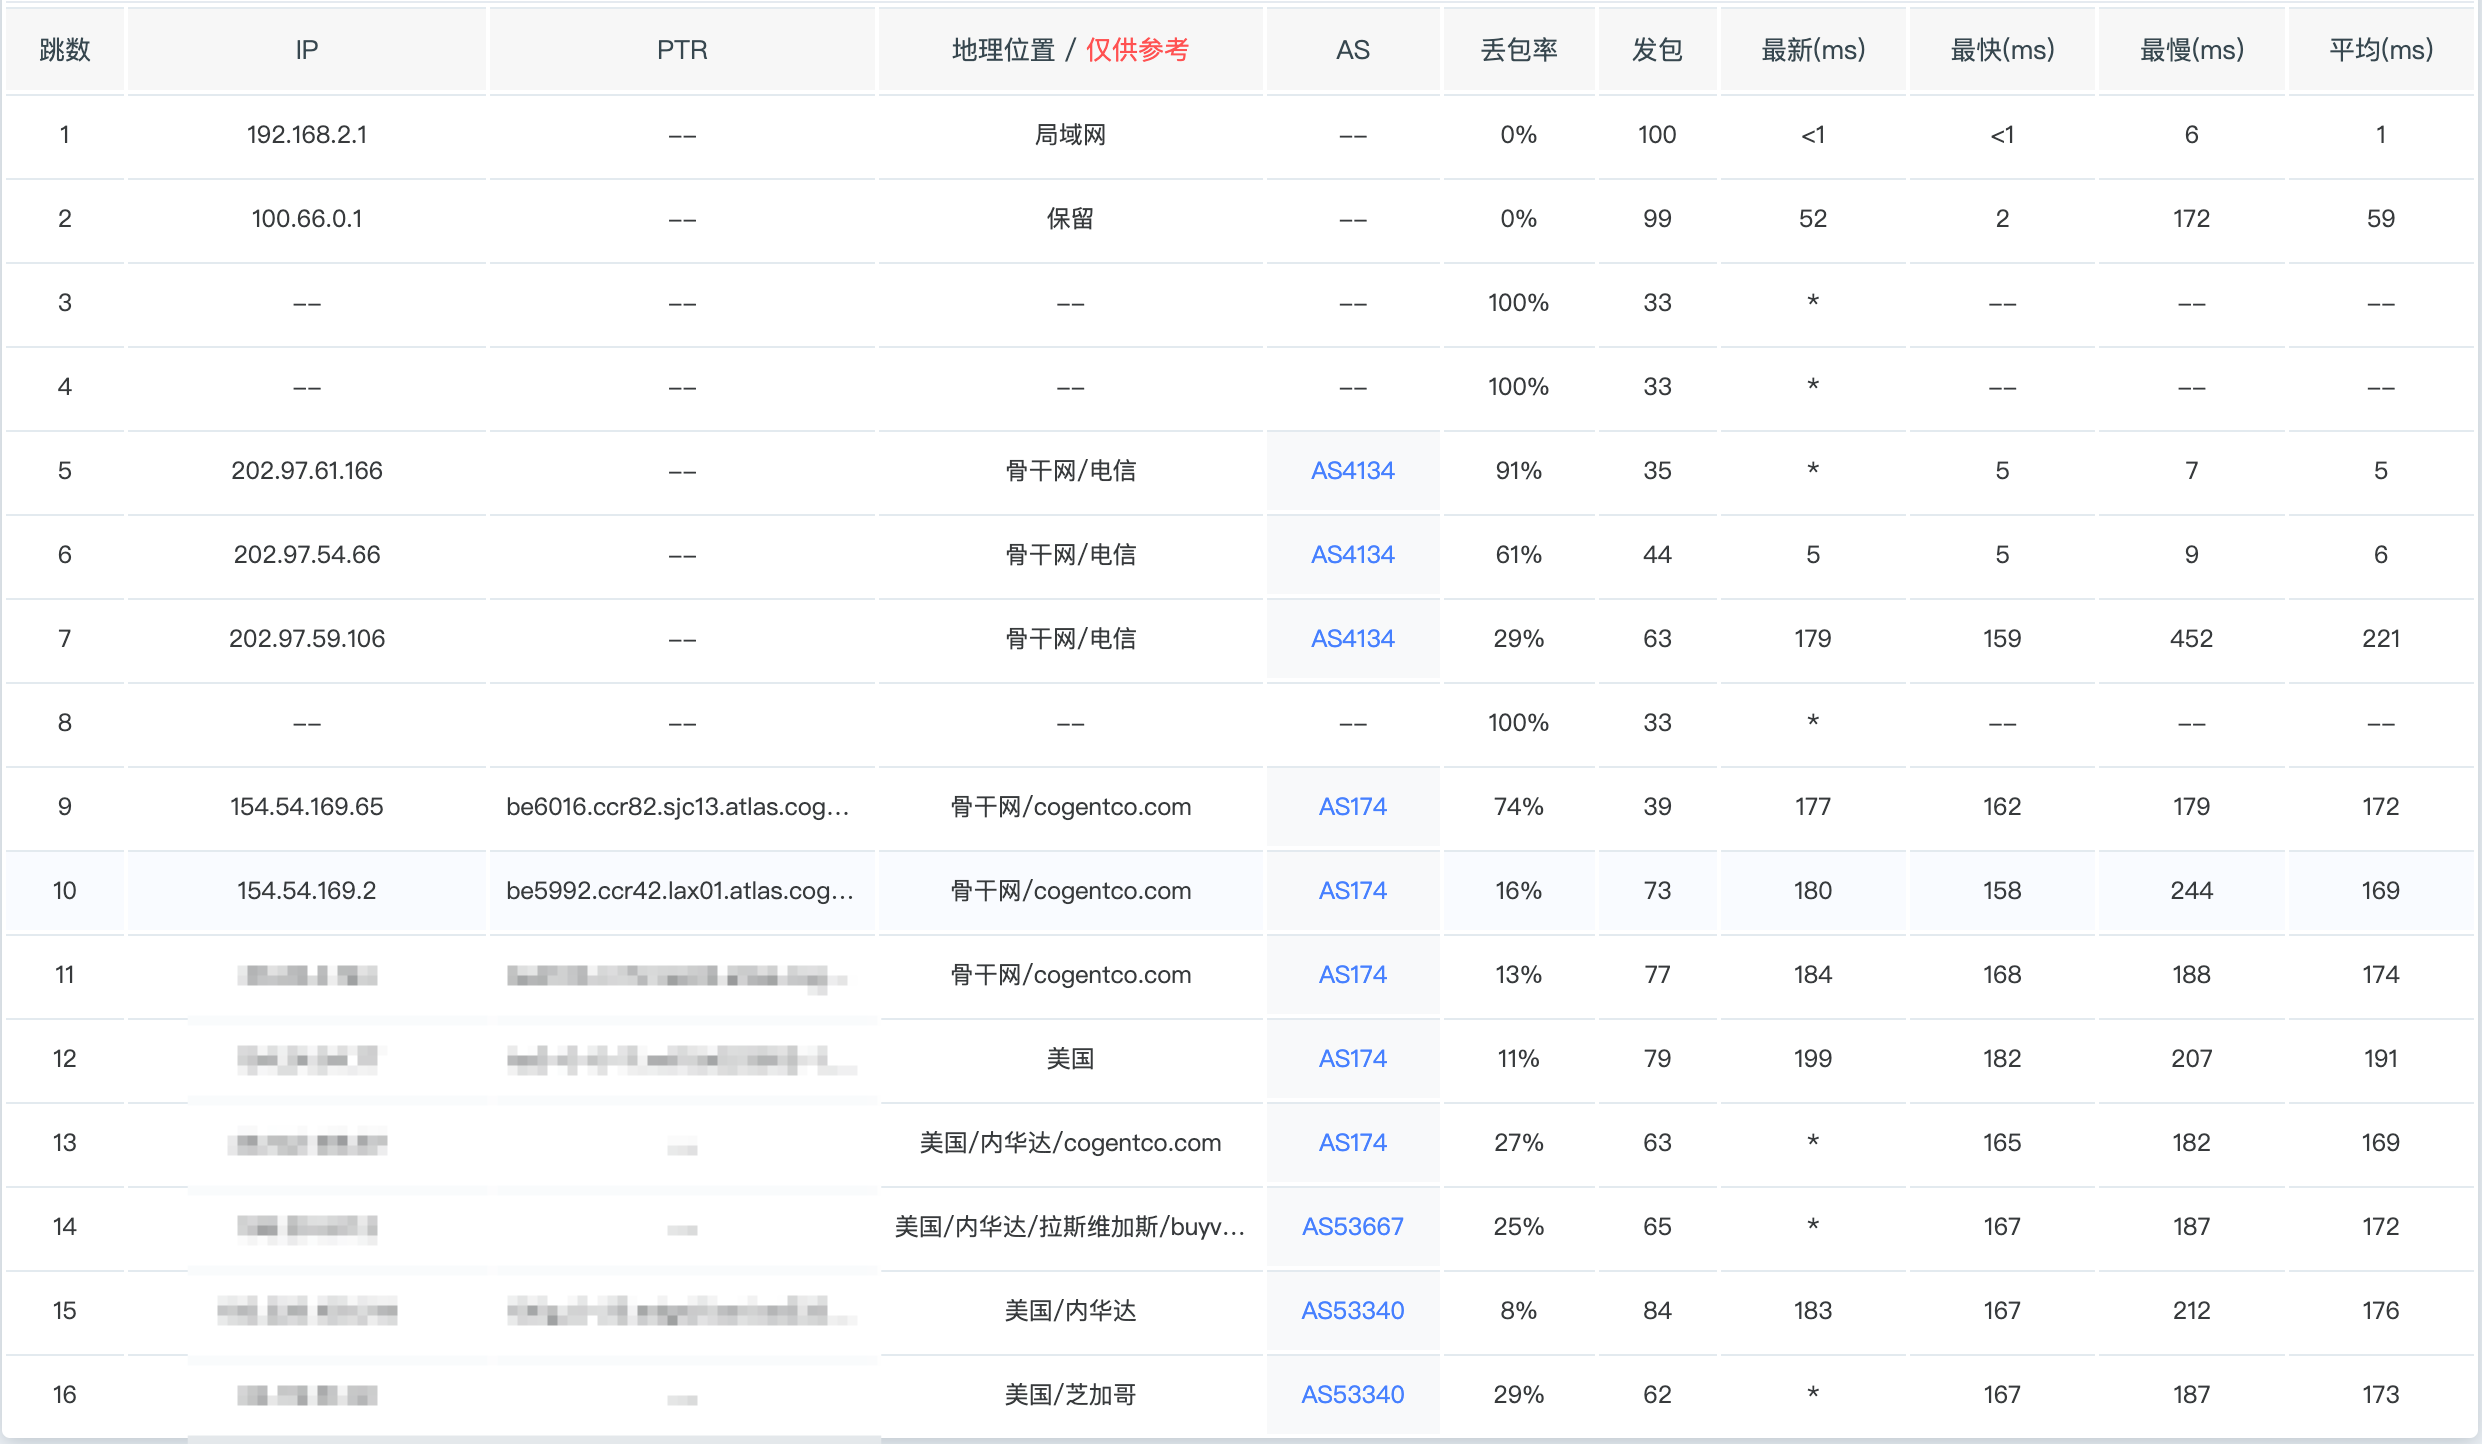 跳数 IP PTR 地理位置 / 仅供参考 AS 丢包率 发包 最新(ms) 最快(ms) 最慢(ms) 平均(ms)
1 192.168.2.1 –– 局域网 –– 0% 100 <1 <1 6 1
2 100.66.0.1 –– 保留 –– 0% 99 52 2 172 59
3 –– –– –– –– 100% 33 * –– –– ––
4 –– –– –– –– 100% 33 * –– –– ––
5 202.97.61.166 –– 骨干网/电信 AS4134 91% 35 * 5 7 5
6 202.97.54.66 –– 骨干网/电信 AS4134 61% 44 5 5 9 6
7 202.97.59.106 –– 骨干网/电信 AS4134 29% 63 179 159 452 221
8 –– –– –– –– 100% 33 * –– –– ––
9 154.54.169.65 be6016.ccr82.sjc13.atlas.cog... 骨干网/cogentco.com AS174 74% 39 177 162 179 172
10 154.54.169.2 be5992.ccr42.lax01.atlas.cog... 骨干网/cogentco.com AS174 16% 73 180 158 244 169
11 骨干网/cogentco.com AS174 13% 77 184 168 188 174
12 美国 AS174 11% 79 199 182 207 191
13 美国/内华达/cogentco.com AS174 27% 63 * 165 182 169
14 美国/内华达/拉斯维加斯/buyv... AS53667 25% 65 * 167 187 172
15 美国/内华达 AS53340 8% 84 183 167 212 176
16 美国/芝加哥 AS53340 29% 62 * 167 187 173